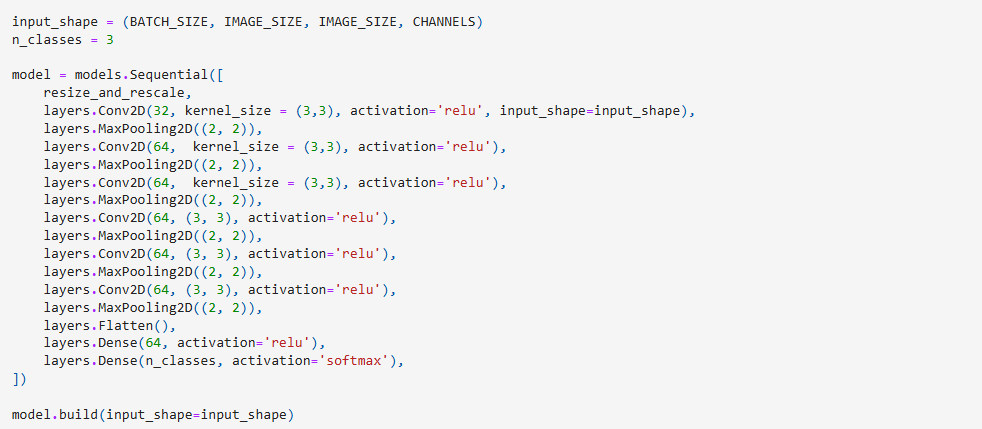 input_shape = (BATCH_SIZE, IMAGE_SIZE, IMAGE_SIZE, CHANNELS)
n_classes = 3

model = models.Sequential([
    resize_and_rescale,
    layers.Conv2D(32, kernel_size = (3,3), activation='relu', input_shape=input_shape),
    layers.MaxPooling2D((2, 2)),
    layers.Conv2D(64,  kernel_size = (3,3), activation='relu'),
    layers.MaxPooling2D((2, 2)),
    layers.Conv2D(64,  kernel_size = (3,3), activation='relu'),
    layers.MaxPooling2D((2, 2)),
    layers.Conv2D(64, (3, 3), activation='relu'),
    layers.MaxPooling2D((2, 2)),
    layers.Conv2D(64, (3, 3), activation='relu'),
    layers.MaxPooling2D((2, 2)),
    layers.Conv2D(64, (3, 3), activation='relu'),
    layers.MaxPooling2D((2, 2)),
    layers.Flatten(),
    layers.Dense(64, activation='relu'),
    layers.Dense(n_classes, activation='softmax'),
])

model.build(input_shape=input_shape)